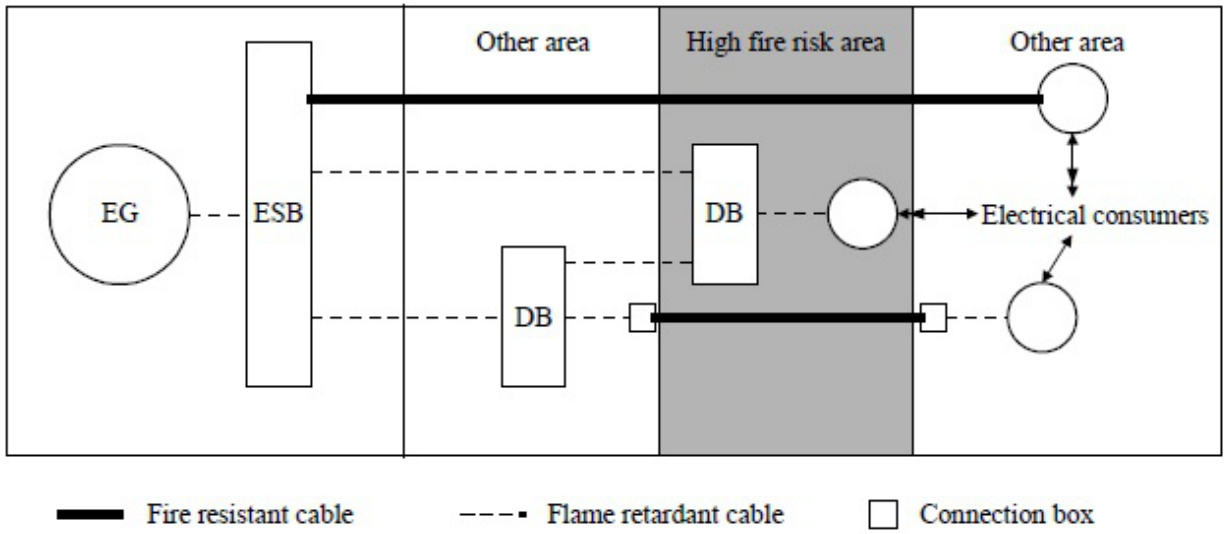 Other area
High fire risk area
Other area
EG
ESB
DB
DB
Electrical consumers
Fire resistant cable
Flame retardant cable
Connection box